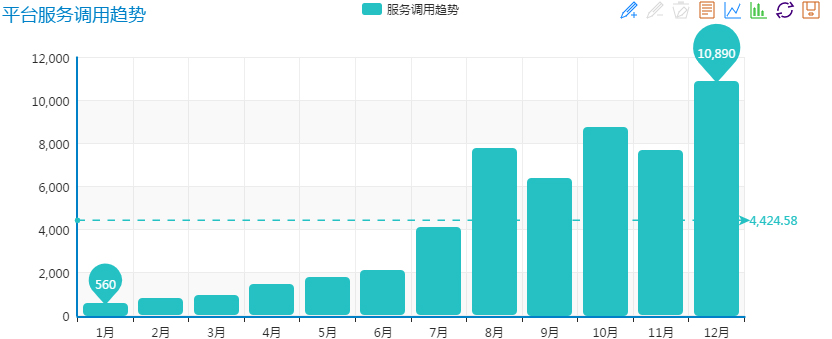 平台服务调用趋势
服务调用趋势
12,000
10,000
8,000
6,000
4,000
2,000
0
560
10,890
4,424.58
1月
2月
3月
4月
5月
6月
7月
8月
9月
10月
11月
12月